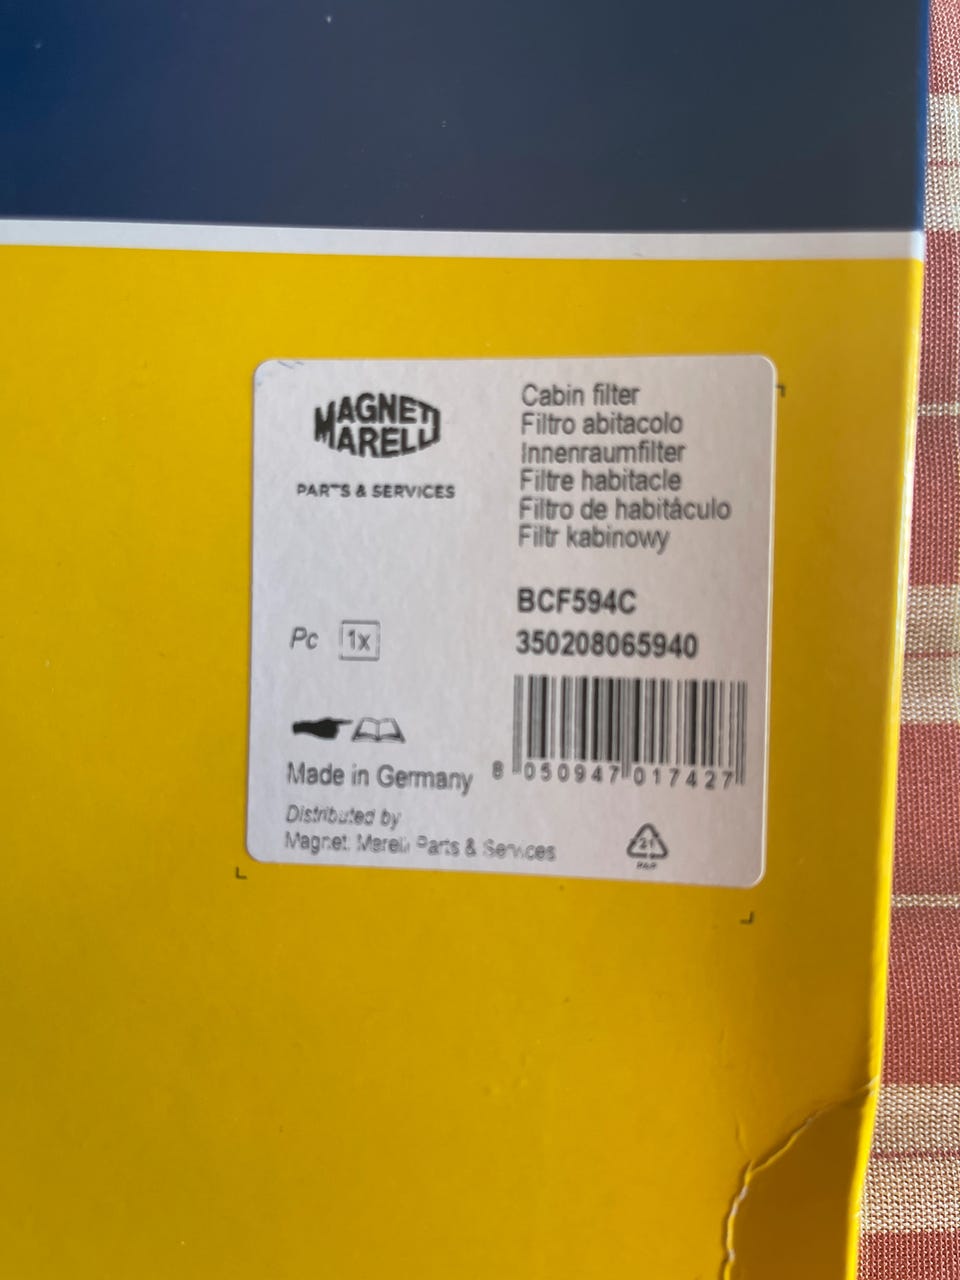 MAGNETI
MARELLI
PARTS & SERVICES
Cabin filter
Filtro abitacolo
Innenraumfilter
Filtre habitacle
Filtro de habitáculo
Filtr kabinowy
BCF594C
350208065940
Pc 1x
8 050947 017427
Made in Germany
Distributed by
Magneti Marelli Parts & Services
21
PAP